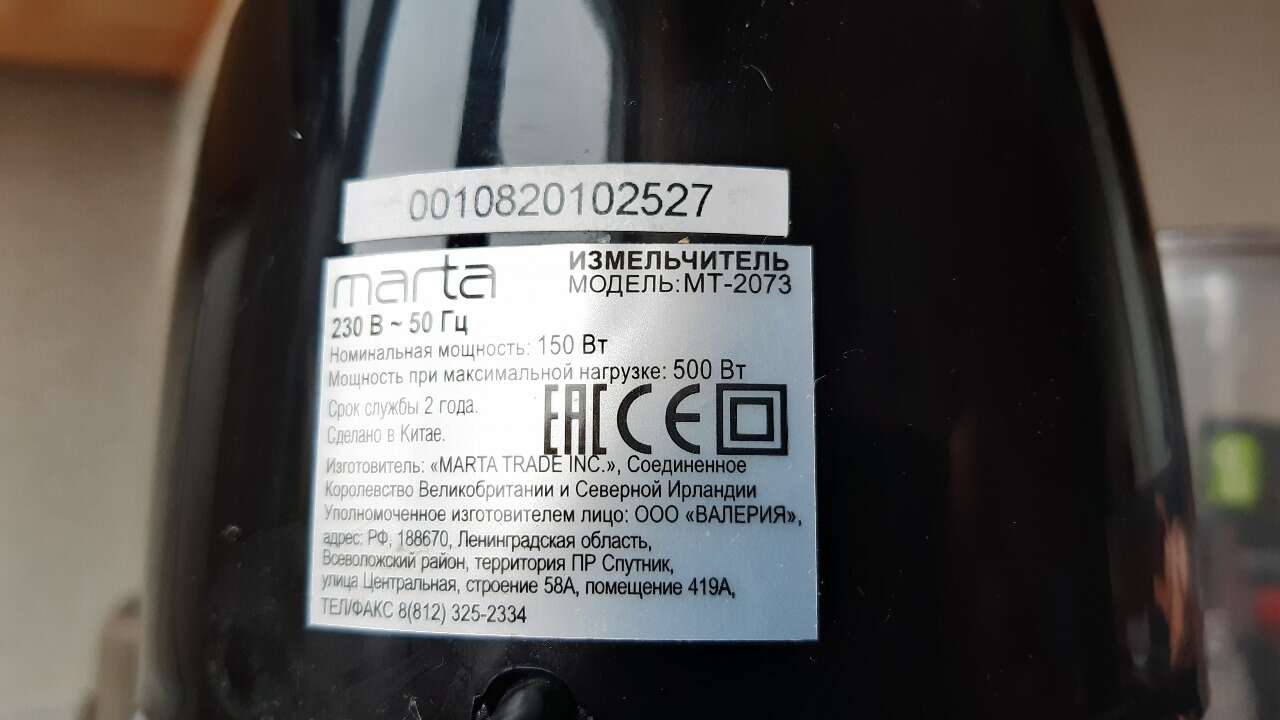 0010820102527
marta
ИЗМЕЛЬЧИТЕЛЬ
МОДЕЛЬ:МТ-2073
230 В ~ 50 Гц
Номинальная мощность: 150 Вт
Мощность при максимальной нагрузке: 500 Вт
Срок службы 2 года.
Сделано в Китае.
EAC CE
Изготовитель: «MARTA TRADE INC.», Соединенное
Королевство Великобритании и Северной Ирландии
Уполномоченное изготовителем лицо: ООО «ВАЛЕРИЯ»,
адрес: РФ, 188670, Ленинградская область,
Всеволожский район, территория ПР Спутник,
улица Центральная, строение 58А, помещение 419А,
ТЕЛ/ФАКС 8(812) 325-2334